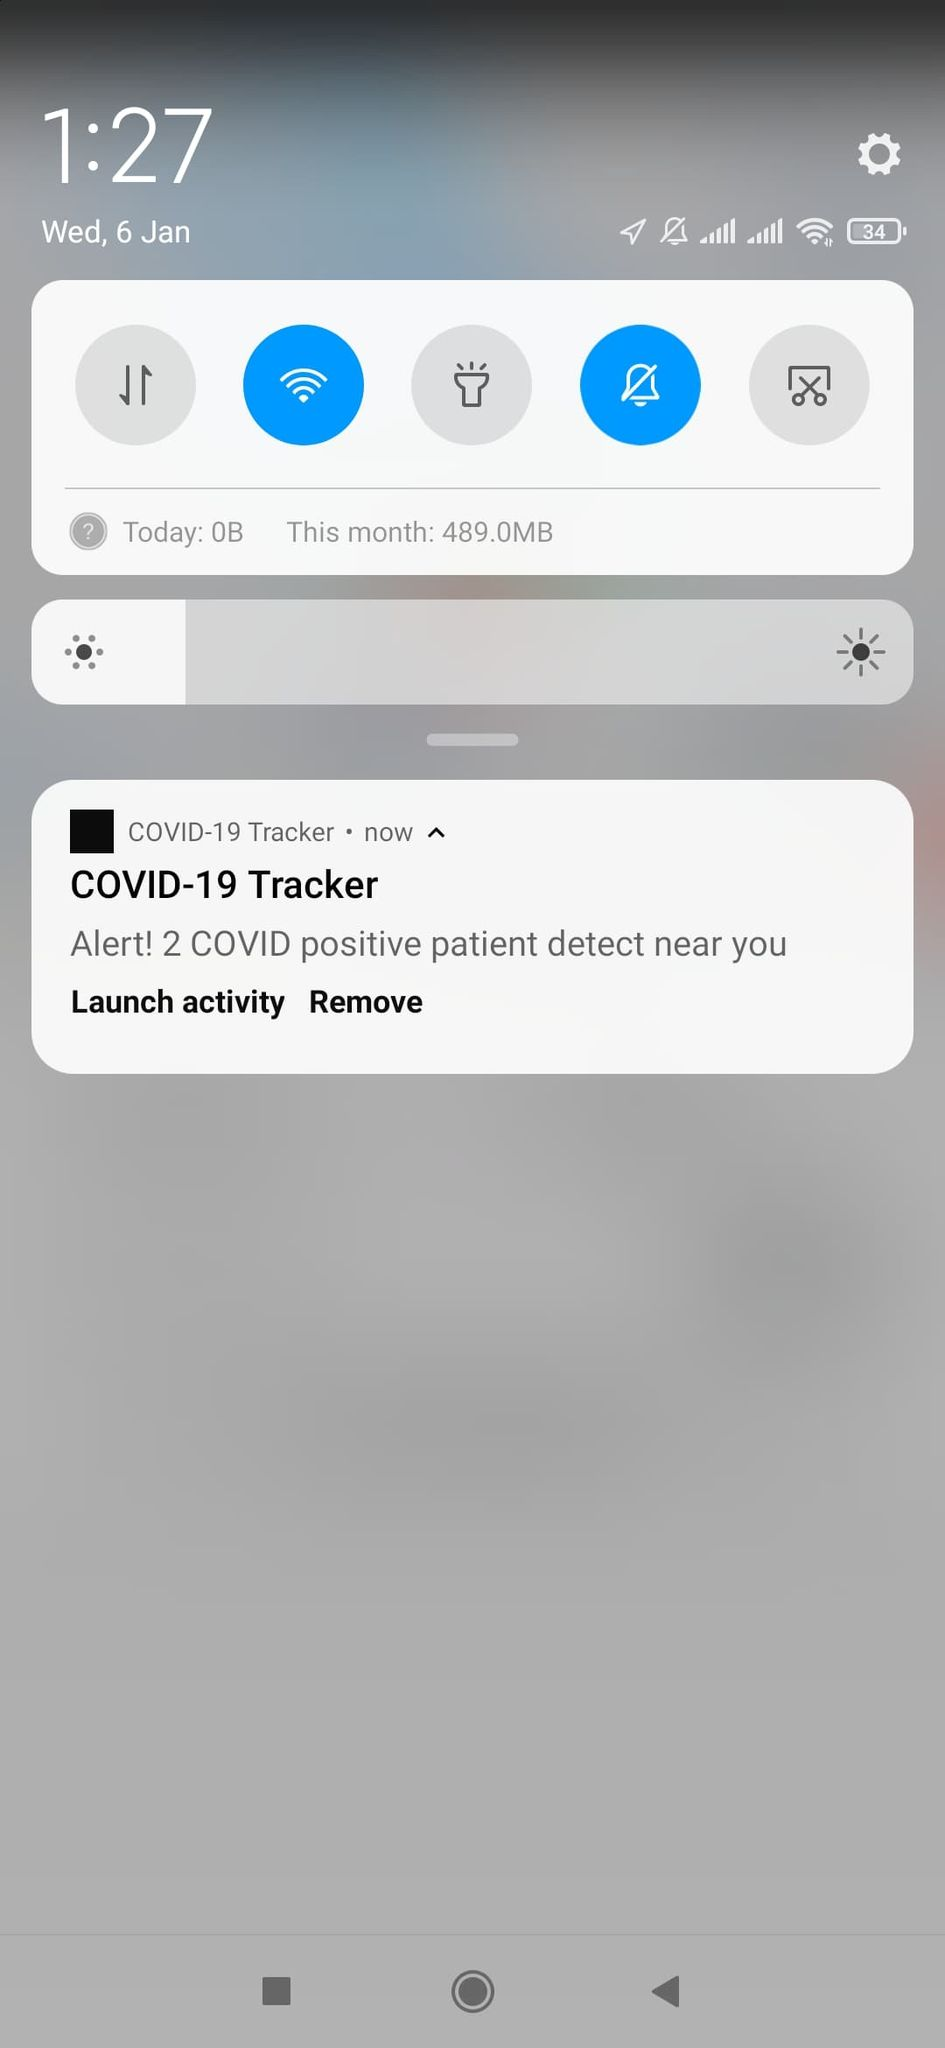 1:27
Wed, 6 Jan
34
? Today: 0B This month: 489.0MB
COVID-19 Tracker • now
COVID-19 Tracker
Alert! 2 COVID positive patient detect near you
Launch activity Remove